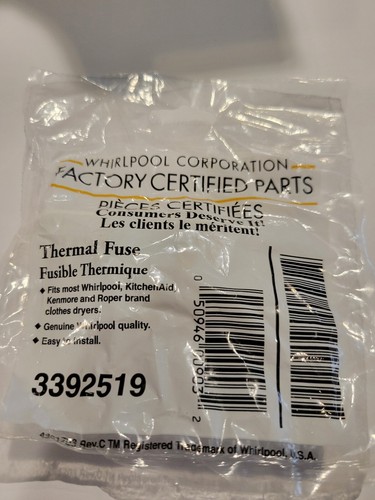 WHIRLPOOL CORPORATION
FACTORY CERTIFIED PARTS
PIÈCES CERTIFIÉES
Consumers Deserve It!
Les clients le méritent!
Thermal Fuse
Fusible Thermique
◆ Fits most Whirlpool, KitchenAid,
Kenmore and Roper brand
clothes dryers.
◆ Genuine Whirlpool quality.
◆ Easy to install.
3392519
Rev.C TM Registered Trademark of Whirlpool, U.S.A.